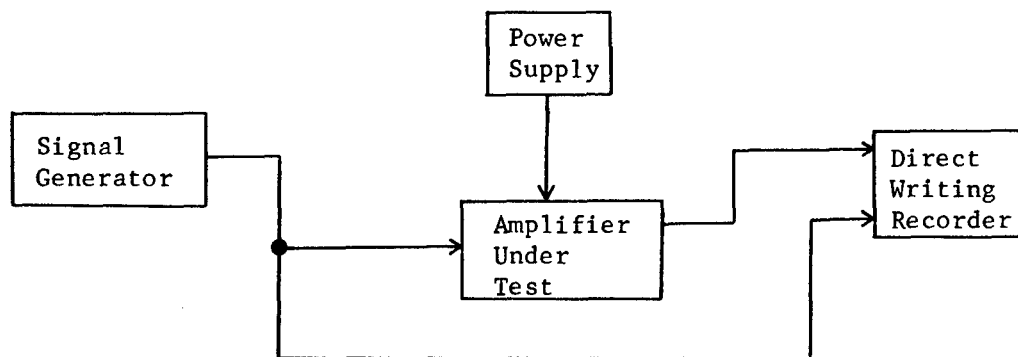 Power
Supply
Signal
Generator
Amplifier
Under
Test
Direct
Writing
Recorder